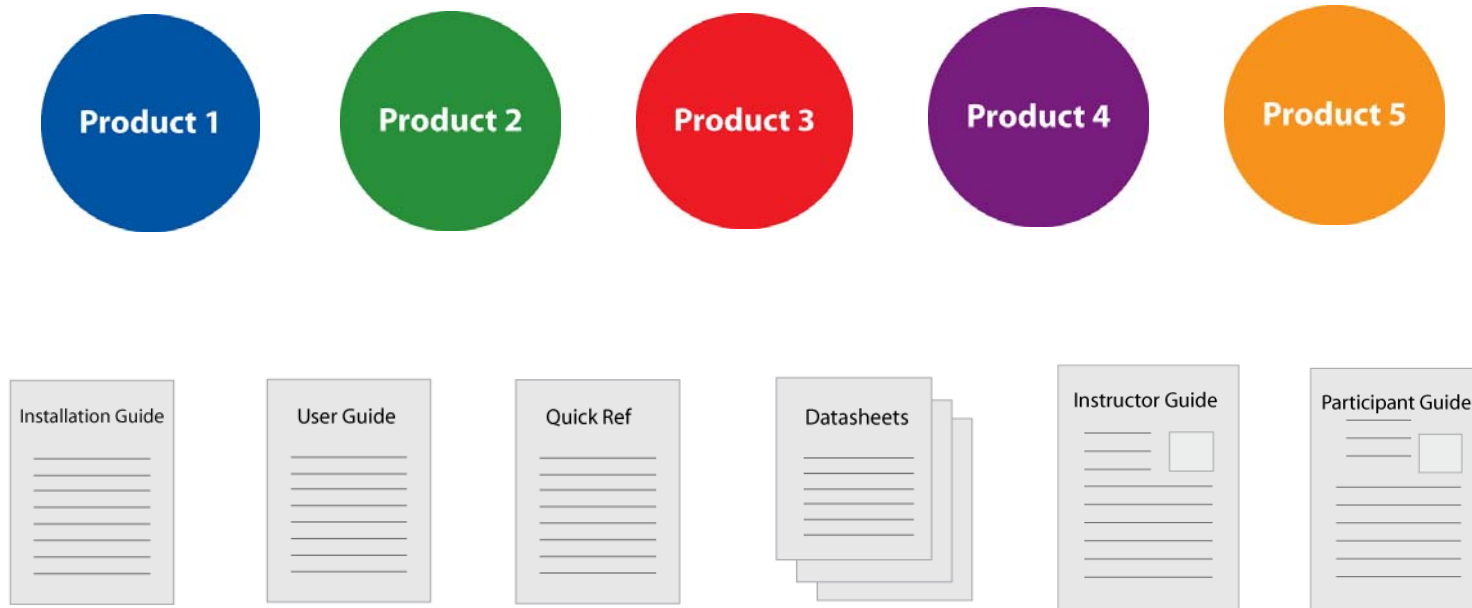 Product 1
Product 2
Product 3
Product 4
Product 5
Installation Guide
User Guide
Quick Ref
Datasheets
Instructor Guide
Participant Guide